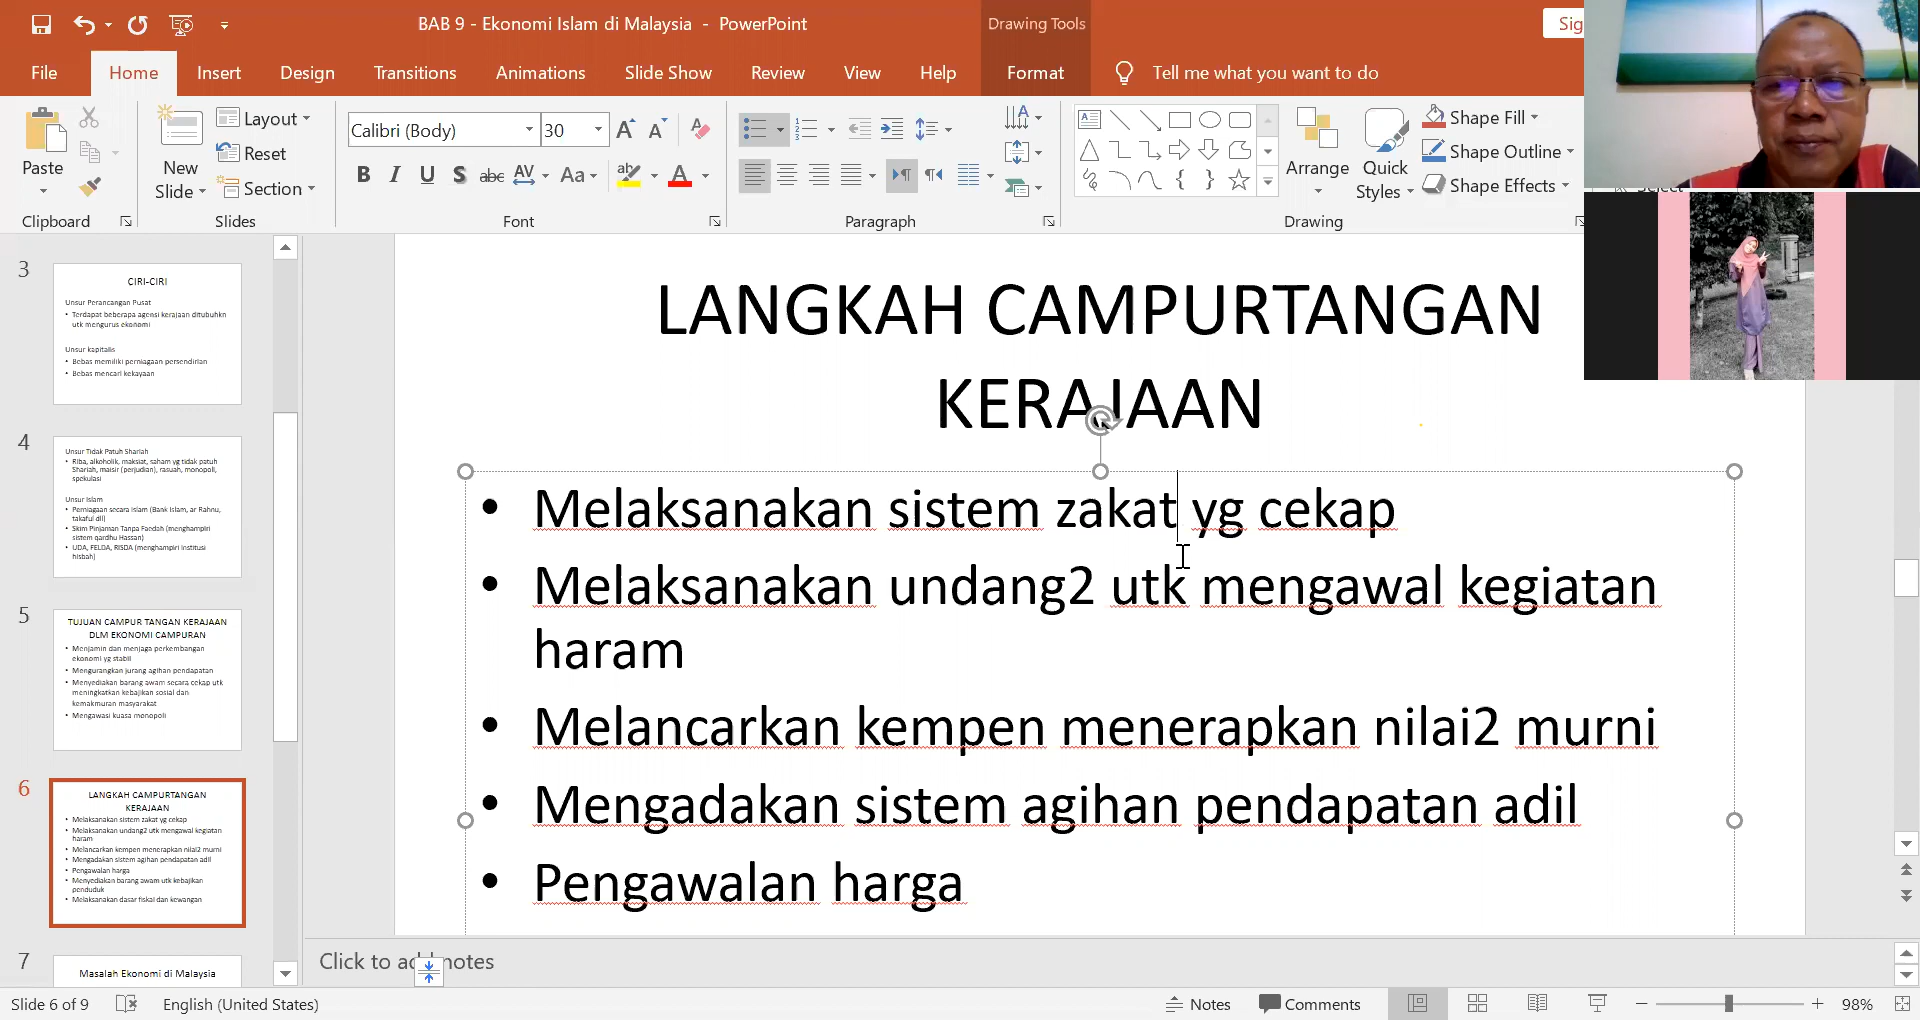 BAB 9 - Ekonomi Islam di Malaysia - PowerPoint
Drawing Tools
Sig
File
Home
Insert
Design
Transitions
Animations
Slide Show
Review
View
Help
Format
Tell me what you want to do
Paste
Clipboard
New
Slide
Layout
Reset
Section
Slides
Calibri (Body)
30
B I U S abc AV Aa
Font
Paragraph
Arrange
Quick
Styles
Shape Fill
Shape Outline
Shape Effects
Select
Drawing
3
CIRI-CIRI
Unsur Perancangan Pusat
• Terdapat beberapa agensi kerajaan ditubuhkn
utk mengurus ekonomi
Unsur kapitalis
• Bebas memiliki perniagaan persendirian
• Bebas mencari kekayaan
4
Unsur Tidak Patuh Shariah
• Riba, alkoholik, maksiat, saham yg tidak patuh
Shariah, maisir (perjudian), rasuah, monopoli,
spekulasi
Unsur Islam
• Perniagaan secara islam (Bank Islam, ar Rahnu,
takaful dll)
• Skim Pinjaman Tanpa Faedah (menghampiri
sistem qardhu Hassan)
• UDA, FELDA, RISDA (menghampiri institusi
hisbah)
5
TUJUAN CAMPUR TANGAN KERAJAAN
DLM EKONOMI CAMPURAN
• Menjamin dan menjaga perkembangan
ekonomi yg stabil
• Mengurangkan jurang agihan pendapatan
• Menyediakan barang awam secara cekap utk
meningkatkan kebajikan sosial dan
kemakmuran masyarakat
• Mengawasi kuasa monopoli
6
LANGKAH CAMPURTANGAN
KERAJAAN
• Melaksanakan sistem zakat yg cekap
• Melaksanakan undang2 utk mengawal kegiatan
haram
• Melancarkan kempen menerapkan nilai2 murni
• Mengadakan sistem agihan pendapatan adil
• Pengawalan harga
• Menyediakan barang awam utk kebajikan
penduduk
• Melaksanakan dasar fiskal dan kewangan
7
Masalah Ekonomi di Malaysia
LANGKAH CAMPURTANGAN
KERAJAAN
• Melaksanakan sistem zakat yg cekap
• Melaksanakan undang2 utk mengawal kegiatan
haram
• Melancarkan kempen menerapkan nilai2 murni
• Mengadakan sistem agihan pendapatan adil
• Pengawalan harga
Click to add notes
Slide 6 of 9
English (United States)
Notes
Comments
98%